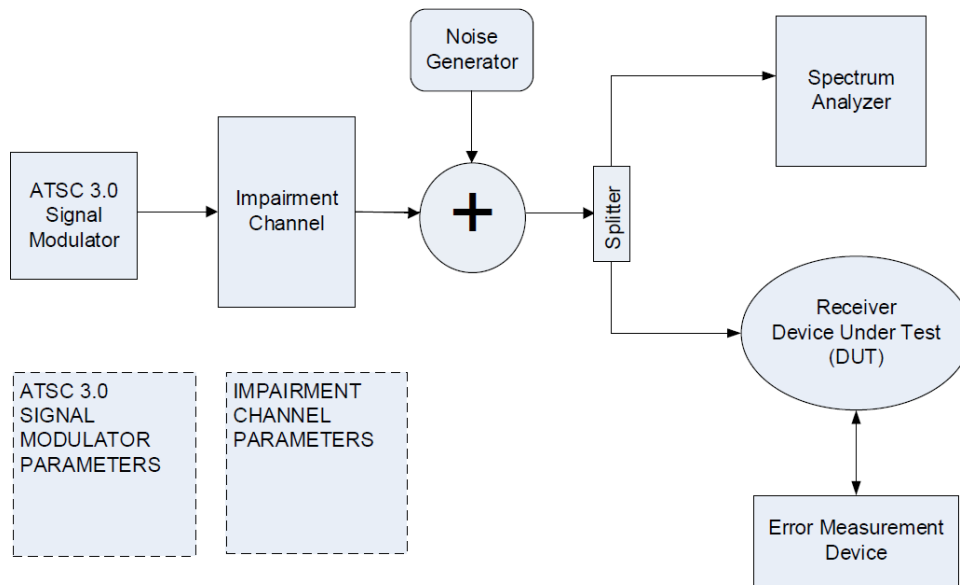 Noise
Generator
Spectrum
Analyzer
ATSC 3.0
Signal
Modulator
Impairment
Channel
+
Splitter
Receiver
Device Under Test
(DUT)
ATSC 3.0
SIGNAL
MODULATOR
PARAMETERS
IMPAIRMENT
CHANNEL
PARAMETERS
Error Measurement
Device